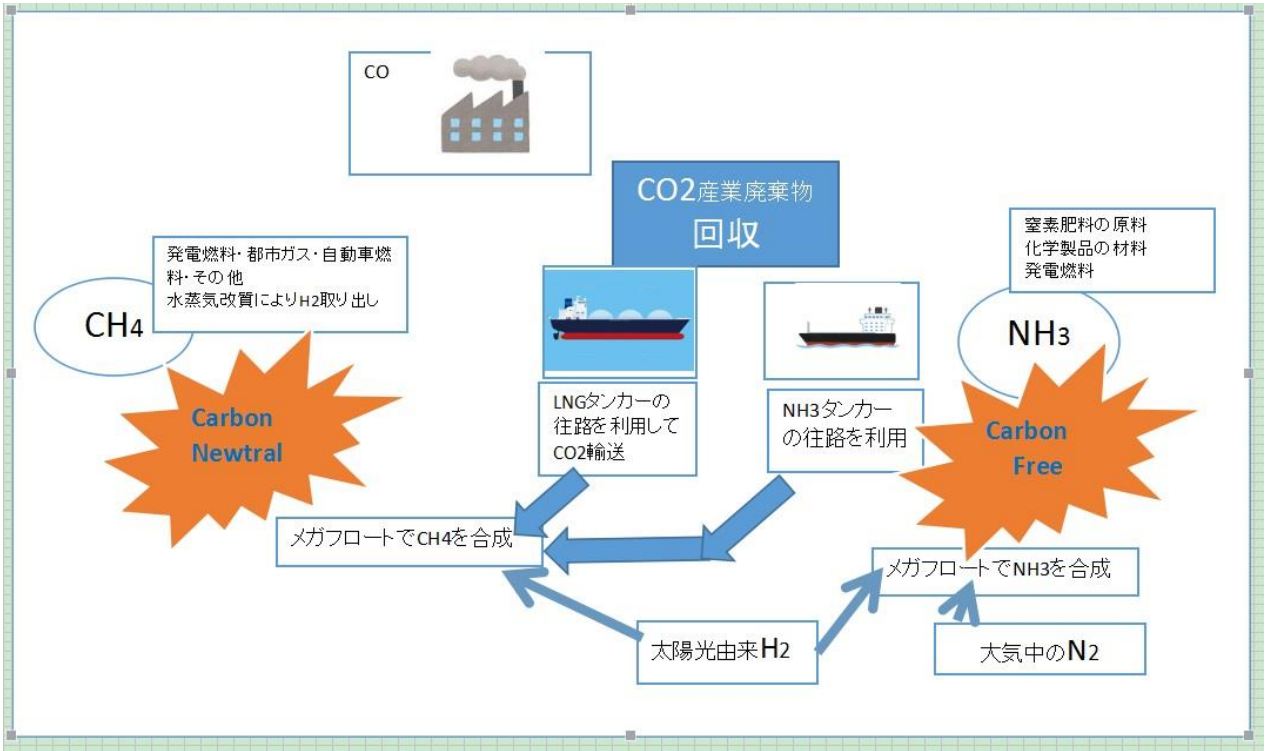 CO
CO2産業廃棄物
回収
発電燃料・都市ガス・自動車燃
料・その他
水蒸気改質によりH2取り出し
CH4
Carbon
Newtral
窒素肥料の原料
化学製品の材料
発電燃料
NH3
Carbon
Free
LNGタンカーの
往路を利用して
CO2輸送
NH3タンカー
の往路を利用
メガフロートでCH4を合成
メガフロートでNH3を合成
太陽光由来H2
大気中のN2